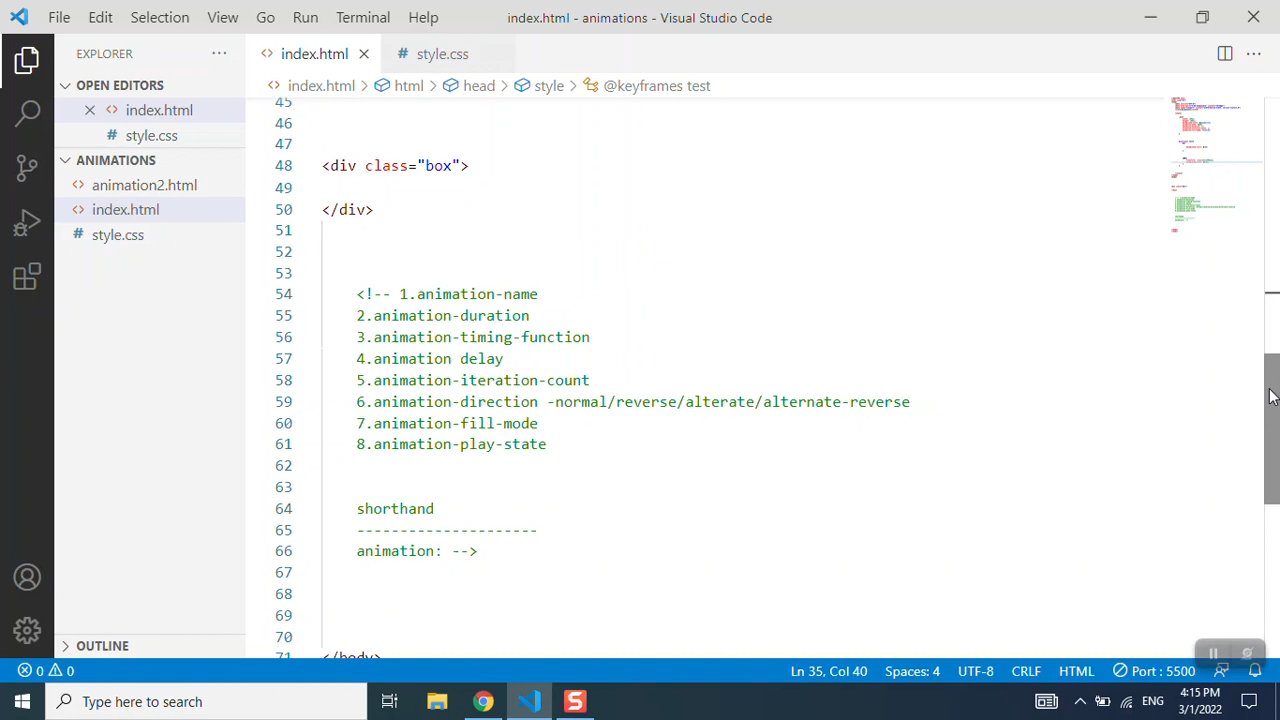 File Edit Selection View Go Run Terminal Help index.html - animations - Visual Studio Code
EXPLORER
index.html
style.css
OPEN EDITORS
index.html > html > head > style > @keyframes test
index.html
style.css
ANIMATIONS
animation2.html
index.html
style.css
45
46
47
48 <div class="box">
49
50 </div>
51
52
53
54 <!-- 1.animation-name
55 2.animation-duration
56 3.animation-timing-function
57 4.animation delay
58 5.animation-iteration-count
59 6.animation-direction -normal/reverse/alterate/alternate-reverse
60 7.animation-fill-mode
61 8.animation-play-state
62
63
64 shorthand
65 ---------------------
66 animation: -->
67
68
69
70
71 </body>
OUTLINE
0 0 Ln 35, Col 40 Spaces: 4 UTF-8 CRLF HTML Port : 5500
Type here to search
ENG
4:15 PM
3/1/2022